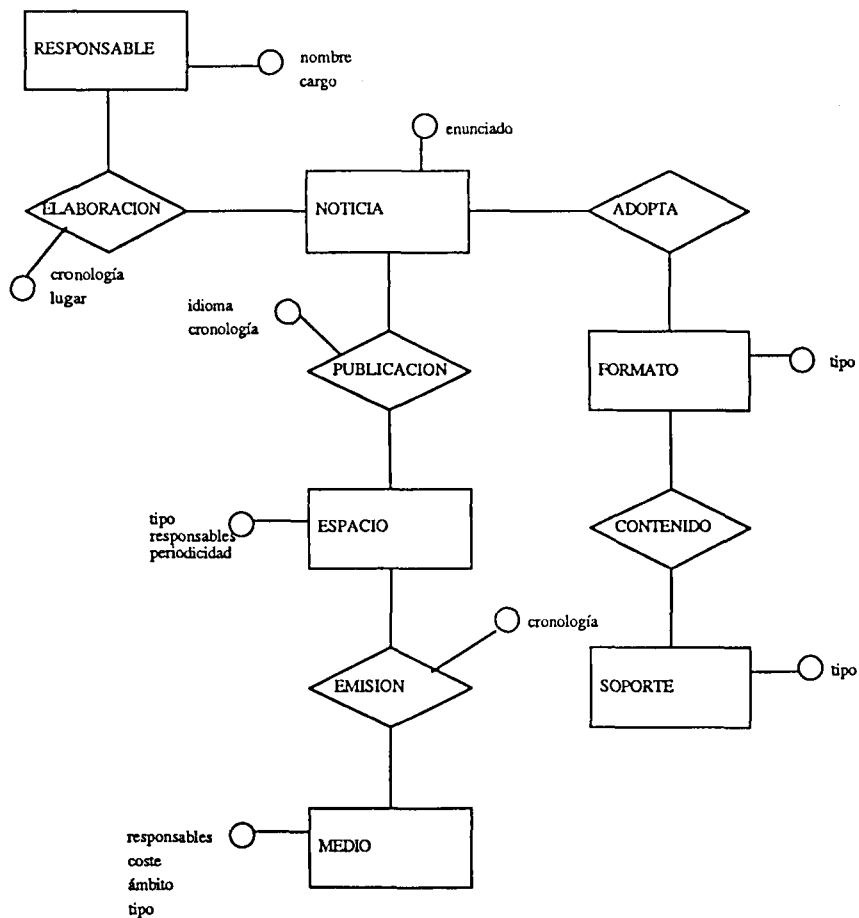 RESPONSABLE
nombre
cargo
enunciado
ELABORACION
NOTICIA
ADOPTA
cronología
lugar
idioma
cronología
PUBLICACION
FORMATO
tipo
tipo
responsables
periodicidad
ESPACIO
CONTENIDO
cronología
EMISION
SOPORTE
tipo
responsables
coste
ámbito
tipo
MEDIO